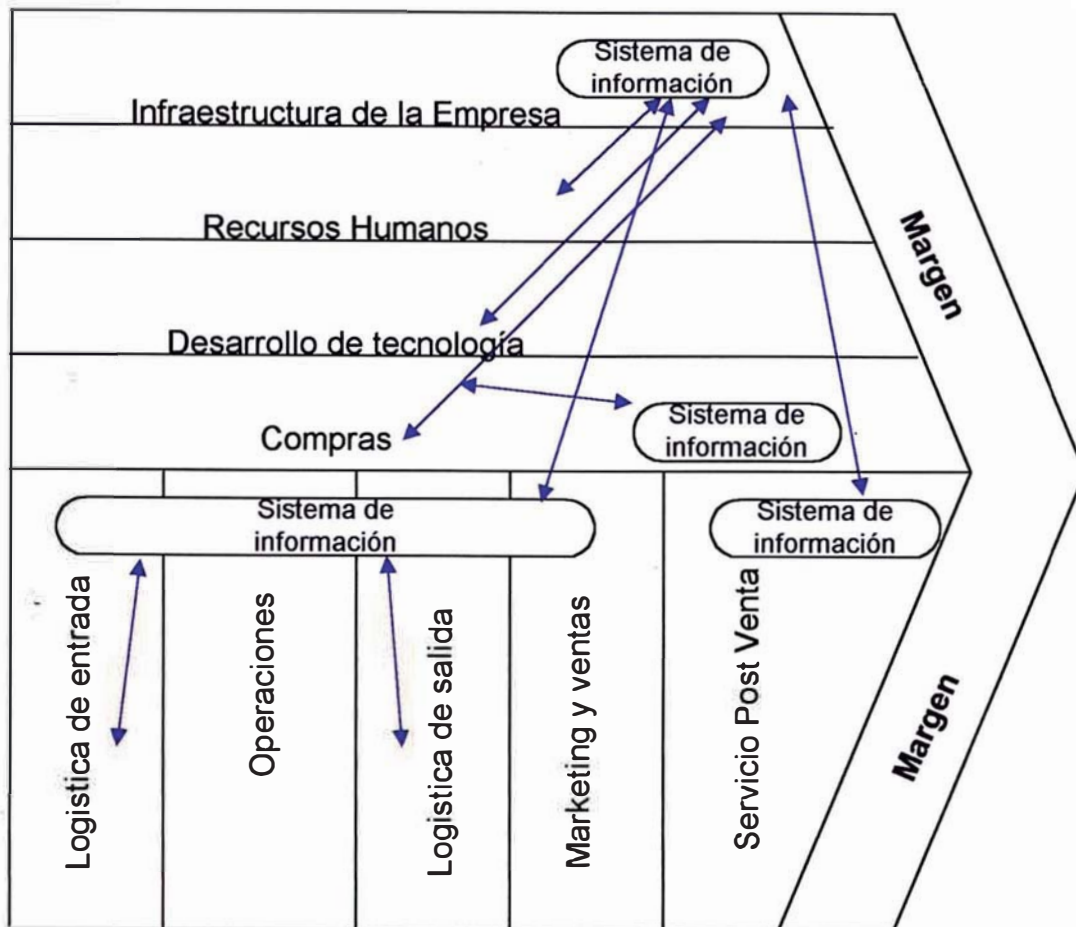 Sistema de
información
Infraestructura de la Empresa
Recursos Humanos
Desarrollo de tecnología
Sistema de
información
Compras
Sistema de
información
Sistema de
información
Logistica de entrada
Operaciones
Logistica de salida
Marketing y ventas
Servicio Post Venta
Margen
Margen